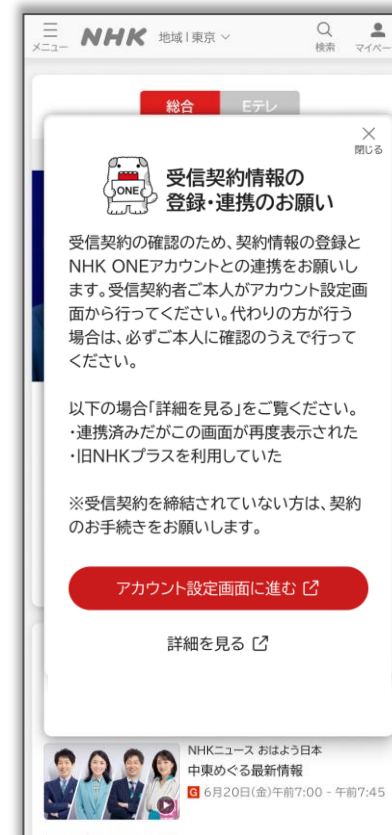 メニュー NHK 地域 | 東京 検索 マイペー
総合 Eテレ
閉じる
ONE
受信契約情報の
登録・連携のお願い
受信契約の確認のため、契約情報の登録と
NHK ONEアカウントとの連携をお願いし
ます。受信契約者ご本人がアカウント設定画
面から行ってください。代わりの方が行う
場合は、必ずご本人に確認のうえで行って
ください。
以下の場合「詳細を見る」をご覧ください。
・連携済みだがこの画面が再度表示された
・旧NHKプラスを利用していた
※受信契約を締結されていない方は、契約
のお手続きをお願いします。
アカウント設定画面に進む
詳細を見る
NHKニュース おはよう日本
中東めぐる最新情報
G 6月20日(金)午前7:00 - 午前7:45